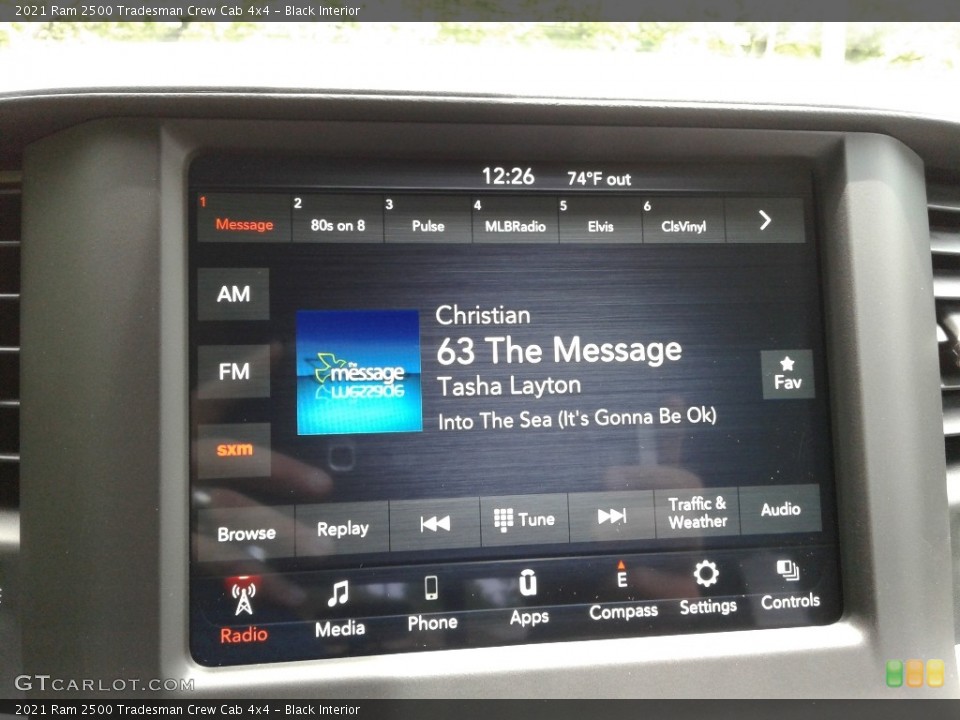 2021 Ram 2500 Tradesman Crew Cab 4x4 - Black Interior
12:26 74°F out
1 Message 2 80s on 8 3 Pulse 4 MLBRadio 5 Elvis 6 ClsVinyl
AM
FM
sxm
the message
Christian
63 The Message
Tasha Layton
Into The Sea (It's Gonna Be Ok)
Fav
Browse Replay Tune Traffic & Weather Audio
E
Radio Media Phone Apps Compass Settings Controls
GTCARLOT.COM
2021 Ram 2500 Tradesman Crew Cab 4x4 - Black Interior